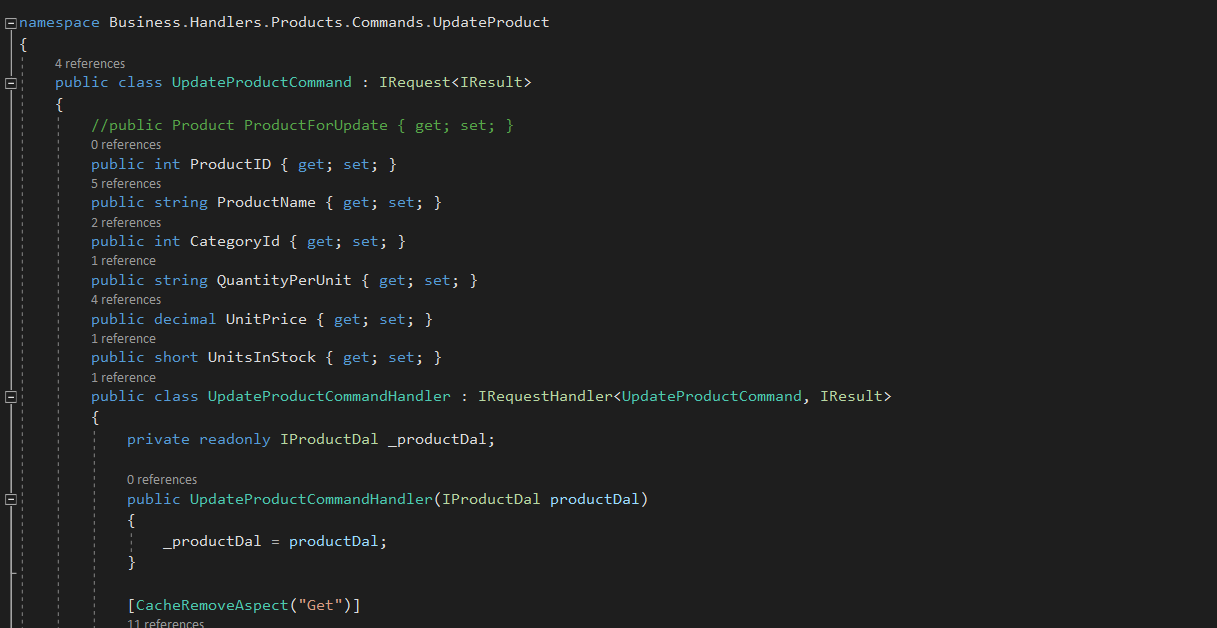 namespace Business.Handlers.Products.Commands.UpdateProduct
{
4 references
public class UpdateProductCommand : IRequest<IResult>
{
//public Product ProductForUpdate { get; set; }
0 references
public int ProductID { get; set; }
5 references
public string ProductName { get; set; }
2 references
public int CategoryId { get; set; }
1 reference
public string QuantityPerUnit { get; set; }
4 references
public decimal UnitPrice { get; set; }
1 reference
public short UnitsInStock { get; set; }
1 reference
public class UpdateProductCommandHandler : IRequestHandler<UpdateProductCommand, IResult>
{
private readonly IProductDal _productDal;
0 references
public UpdateProductCommandHandler(IProductDal productDal)
{
_productDal = productDal;
}
[CacheRemoveAspect("Get")]
11 references